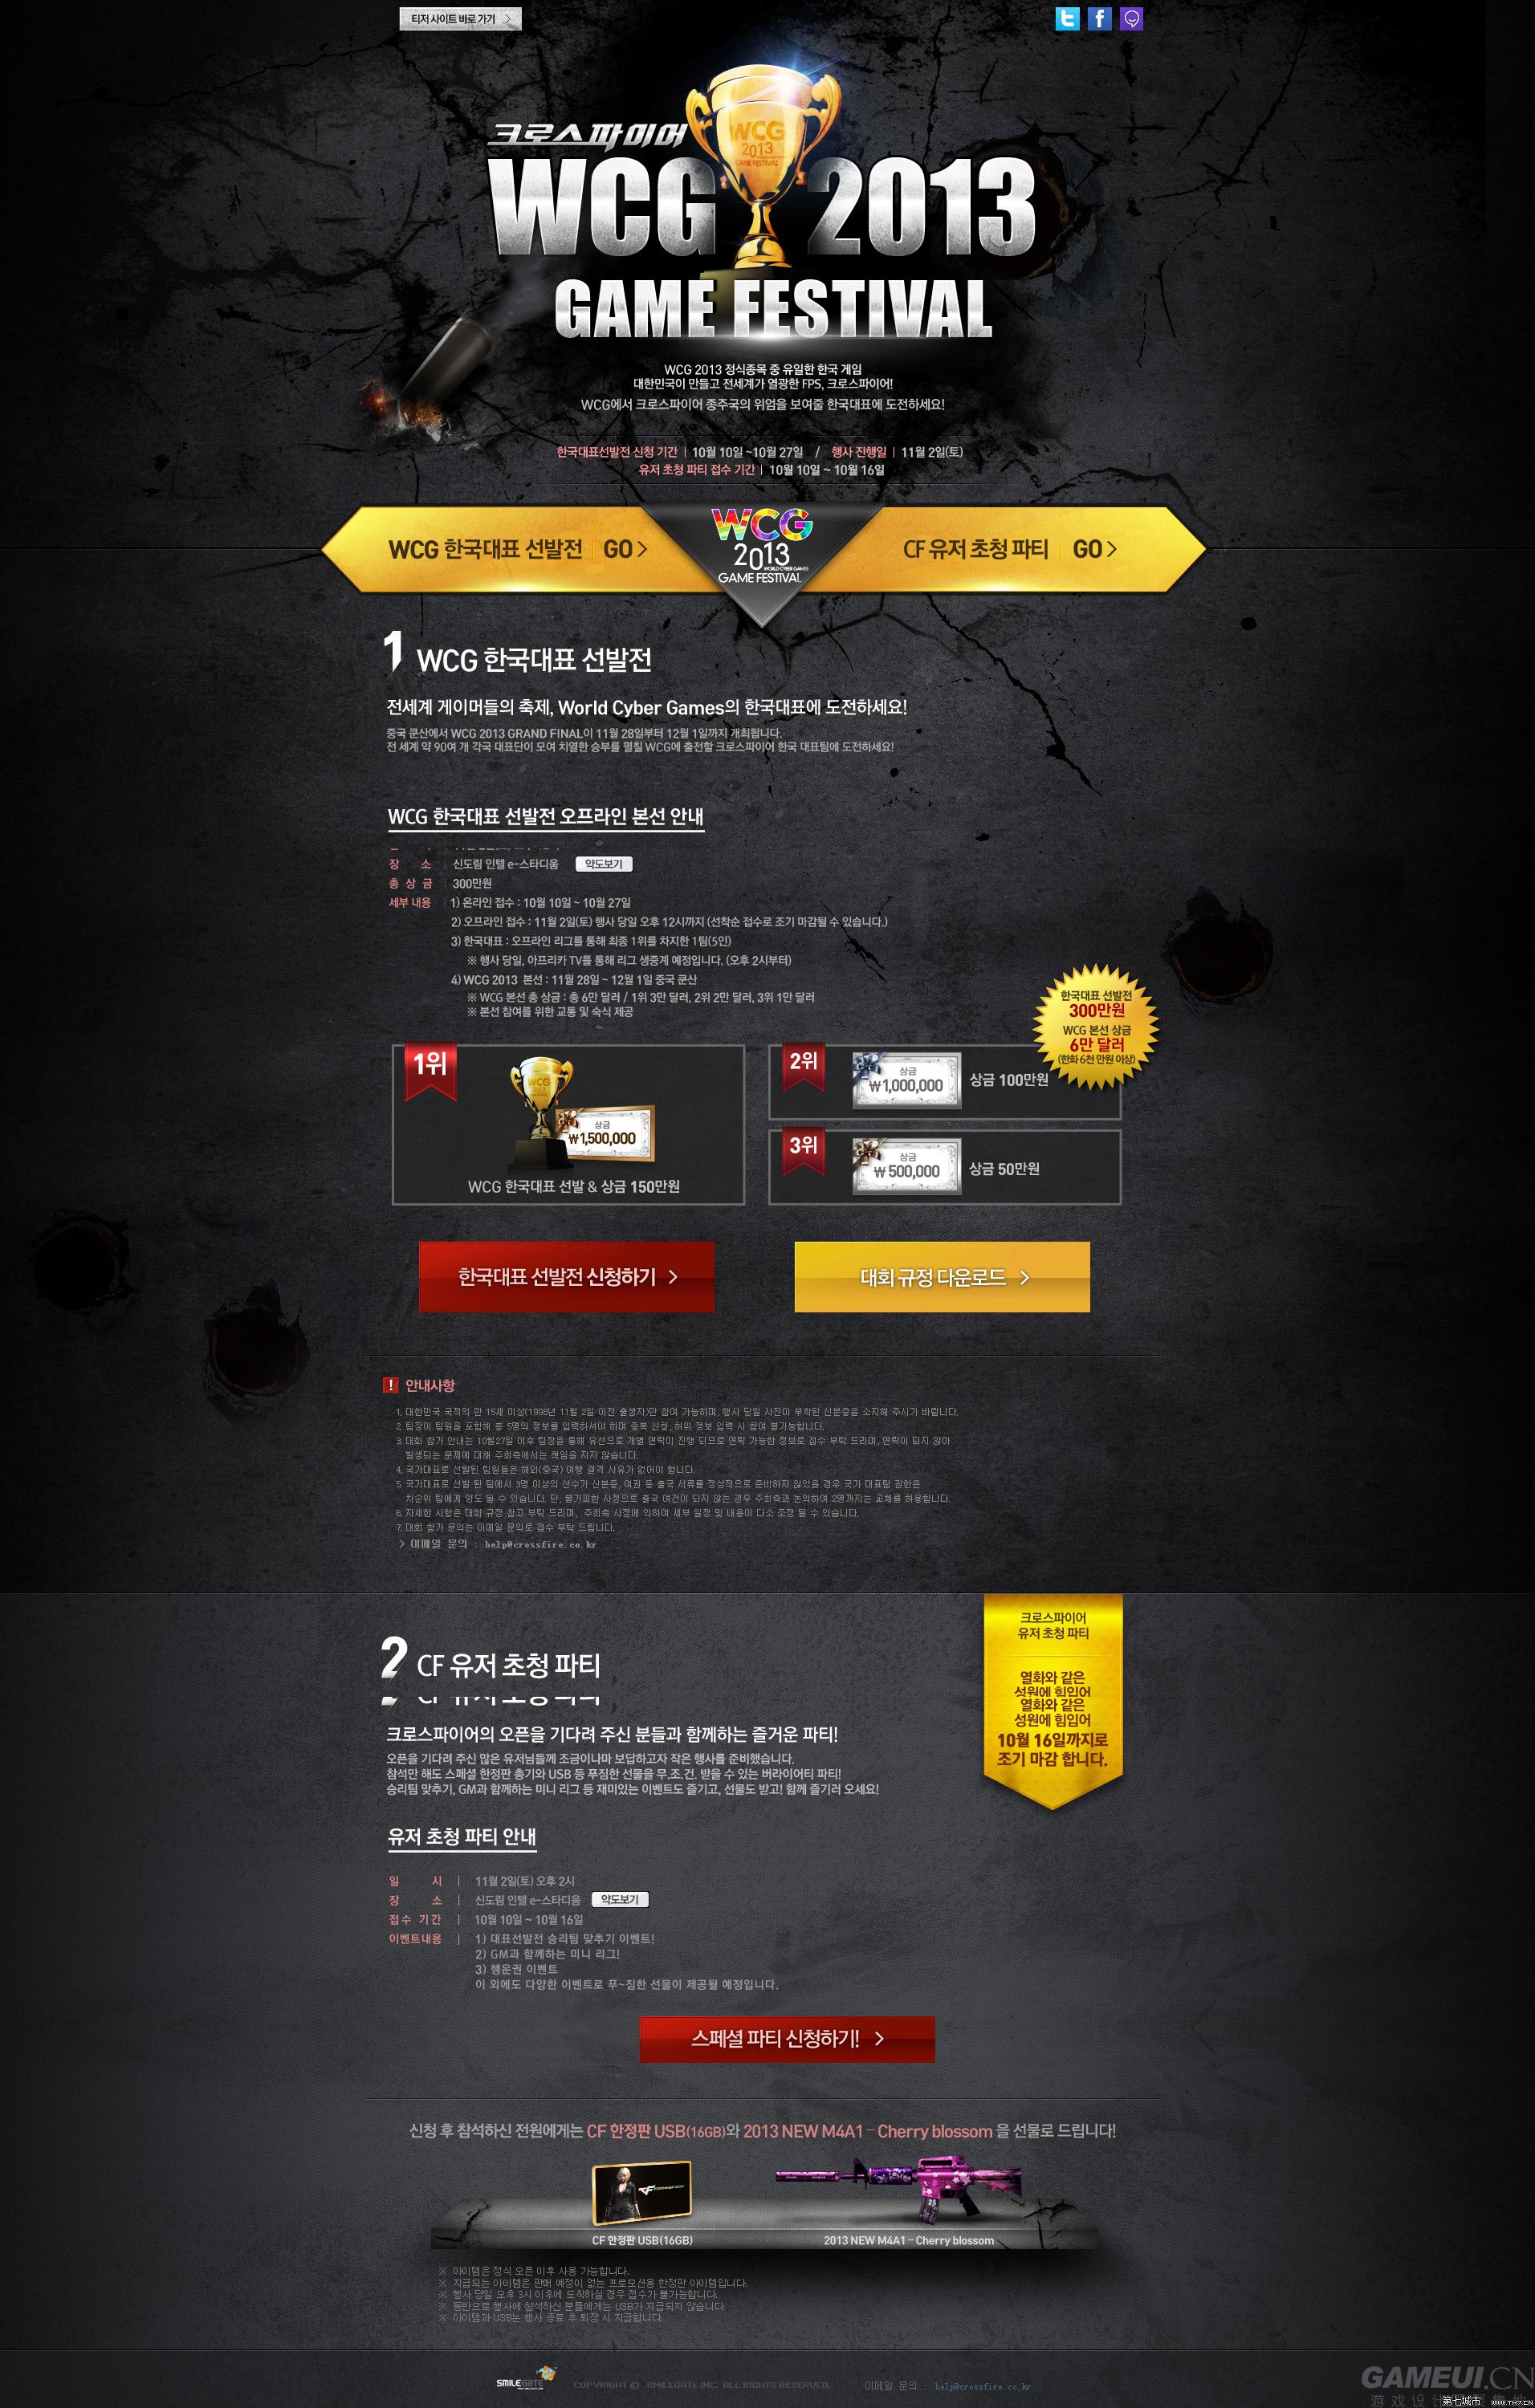 티저 사이트 바로 가기
크로스파이어
WCG
2013
GAME FESTIVAL
WCG 2013
GAME FESTIVAL
WCG 2013 정식종목 중 유일한 한국 게임
대한민국이 만들고 전세계가 열광한 FPS, 크로스파이어!
WCG에서 크로스파이어 종주국의 위엄을 보여줄 한국대표에 도전하세요!
한국대표선발전 신청 기간 | 10월 10일 ~10월 27일 / 행사 진행일 | 11월 2일(토)
유저 초청 파티 접수 기간 | 10월 10일 ~ 10월 16일
WCG 한국대표 선발전 GO >
WCG
2013
WORLD CYBER GAMES
GAME FESTIVAL
CF 유저 초청 파티 GO >
1 WCG 한국대표 선발전
전세계 게이머들의 축제, World Cyber Games의 한국대표에 도전하세요!
중국 쿤산에서 WCG 2013 GRAND FINAL이 11월 28일부터 12월 1일까지 개최됩니다.
전 세계 약 90여 개 각국 대표단이 모여 치열한 승부를 펼칠 WCG에 출전할 크로스파이어 한국 대표팀에 도전하세요!
WCG 한국대표 선발전 오프라인 본선 안내
장 소 | 신도림 인텔 e-스타디움 약도보기
총 상 금 | 300만원
세부 내용 | 1) 온라인 접수 : 10월 10일 ~ 10월 27일
2) 오프라인 접수 : 11월 2일(토) 행사 당일 오후 12시까지 (선착순 접수로 조기 마감될 수 있습니다.)
3) 한국대표 : 오프라인 리그를 통해 최종 1위를 차지한 1팀(5인)
※ 행사 당일, 아프리카 TV를 통해 리그 생중계 예정입니다. (오후 2시부터)
4) WCG 2013 본선 : 11월 28일 ~ 12월 1일 중국 쿤산
※ WCG 본선 총 상금 : 총 6만 달러 / 1위 3만 달러, 2위 2만 달러, 3위 1만 달러
※ 본선 참여를 위한 교통 및 숙식 제공
한국대표 선발전
300만원
WCG 본선 상금
6만 달러
(한화 6천 만원 이상)
1위
WCG
2013
상금
₩1,500,000
WCG 한국대표 선발 & 상금 150만원
2위
상금
₩1,000,000
상금 100만원
3위
상금
₩ 500,000
상금 50만원
한국대표 선발전 신청하기 >
대회 규정 다운로드 >
! 안내사항
1. 대한민국 국적의 만 15세 이상(1998년 11월 2일 이전 출생자)만 참여 가능하며, 행사 당일 사진이 부착된 신분증을 소지해 주시기 바랍니다.
2. 팀장이 팀원을 포함해 총 5명의 정보를 입력하셔야 하며 중복 신청, 허위 정보 입력 시 참여 불가능합니다.
3. 대회 참가 안내는 10월27일 이후 팀장을 통해 유선으로 개별 연락이 진행 되므로 연락 가능한 정보로 접수 부탁 드리며, 연락이 되지 않아
발생되는 문제에 대해 주최측에서는 책임을 지지 않습니다.
4. 국가대표로 선발된 팀원들은 해외(중국) 여행 결격 사유가 없어야 합니다.
5. 국가대표로 선발 된 팀에서 3명 이상의 선수가 신분증, 여권 등 출국 서류를 정상적으로 준비하지 않았을 경우 국가 대표팀 권한은
차순위 팀에게 양도 될 수 있습니다. 단, 불가피한 사정으로 출국 여건이 되지 않는 경우 주최측과 논의하여 2명까지는 교체를 허용합니다.
6. 자세한 사항은 대회 규정 참고 부탁 드리며, 주최측 사정에 의하여 세부 일정 및 내용이 다소 조정 될 수 있습니다.
7. 대회 참가 문의는 이메일 문의로 접수 부탁 드립니다.
> 이메일 문의 : help@crossfire.co.kr
크로스파이어
유저 초청 파티
열화와 같은
성원에 힘입어
열화와 같은
성원에 힘입어
10월 16일까지로
조기 마감 합니다.
2 CF 유저 초청 파티
크로스파이어의 오픈을 기다려 주신 분들과 함께하는 즐거운 파티!
오픈을 기다려 주신 많은 유저님들께 조금이나마 보답하고자 작은 행사를 준비했습니다.
참석만 해도 스페셜 한정판 총기와 USB 등 푸짐한 선물을 무.조.건. 받을 수 있는 버라이어티 파티!
승리팀 맞추기, GM과 함께하는 미니 리그 등 재미있는 이벤트도 즐기고, 선물도 받고! 함께 즐기러 오세요!
유저 초청 파티 안내
일 시 | 11월 2일(토) 오후 2시
장 소 | 신도림 인텔 e-스타디움 약도보기
접수 기간 | 10월 10일 ~ 10월 16일
이벤트내용 | 1) 대표선발전 승리팀 맞추기 이벤트!
2) GM과 함께하는 미니 리그!
3) 행운권 이벤트
이 외에도 다양한 이벤트로 푸~짐한 선물이 제공될 예정입니다.
스페셜 파티 신청하기! >
신청 후 참석하신 전원에게는 CF 한정판 USB(16GB)와 2013 NEW M4A1 - Cherry blossom 을 선물로 드립니다!
CF 한정판 USB(16GB)
2013 NEW M4A1 - Cherry blossom
※ 아이템은 정식 오픈 이후 사용 가능합니다.
※ 지급되는 아이템은 판매 예정이 없는 프로모션용 한정판 아이템입니다.
※ 행사 당일 오후 3시 이후에 도착하실 경우 접수가 불가능합니다.
※ 동반으로 행사에 참석하신 분들에게는 USB가 지급되지 않습니다.
※ 아이템과 USB는 행사 종료 후 퇴장 시 지급합니다.
SMILEGATE
COPYRIGHT © SMILEGATE INC. ALL RIGHTS RESERVED.
이메일 문의 : help@crossfire.co.kr
GAMEUI.CN
第七城市 WWW.TH7.CN